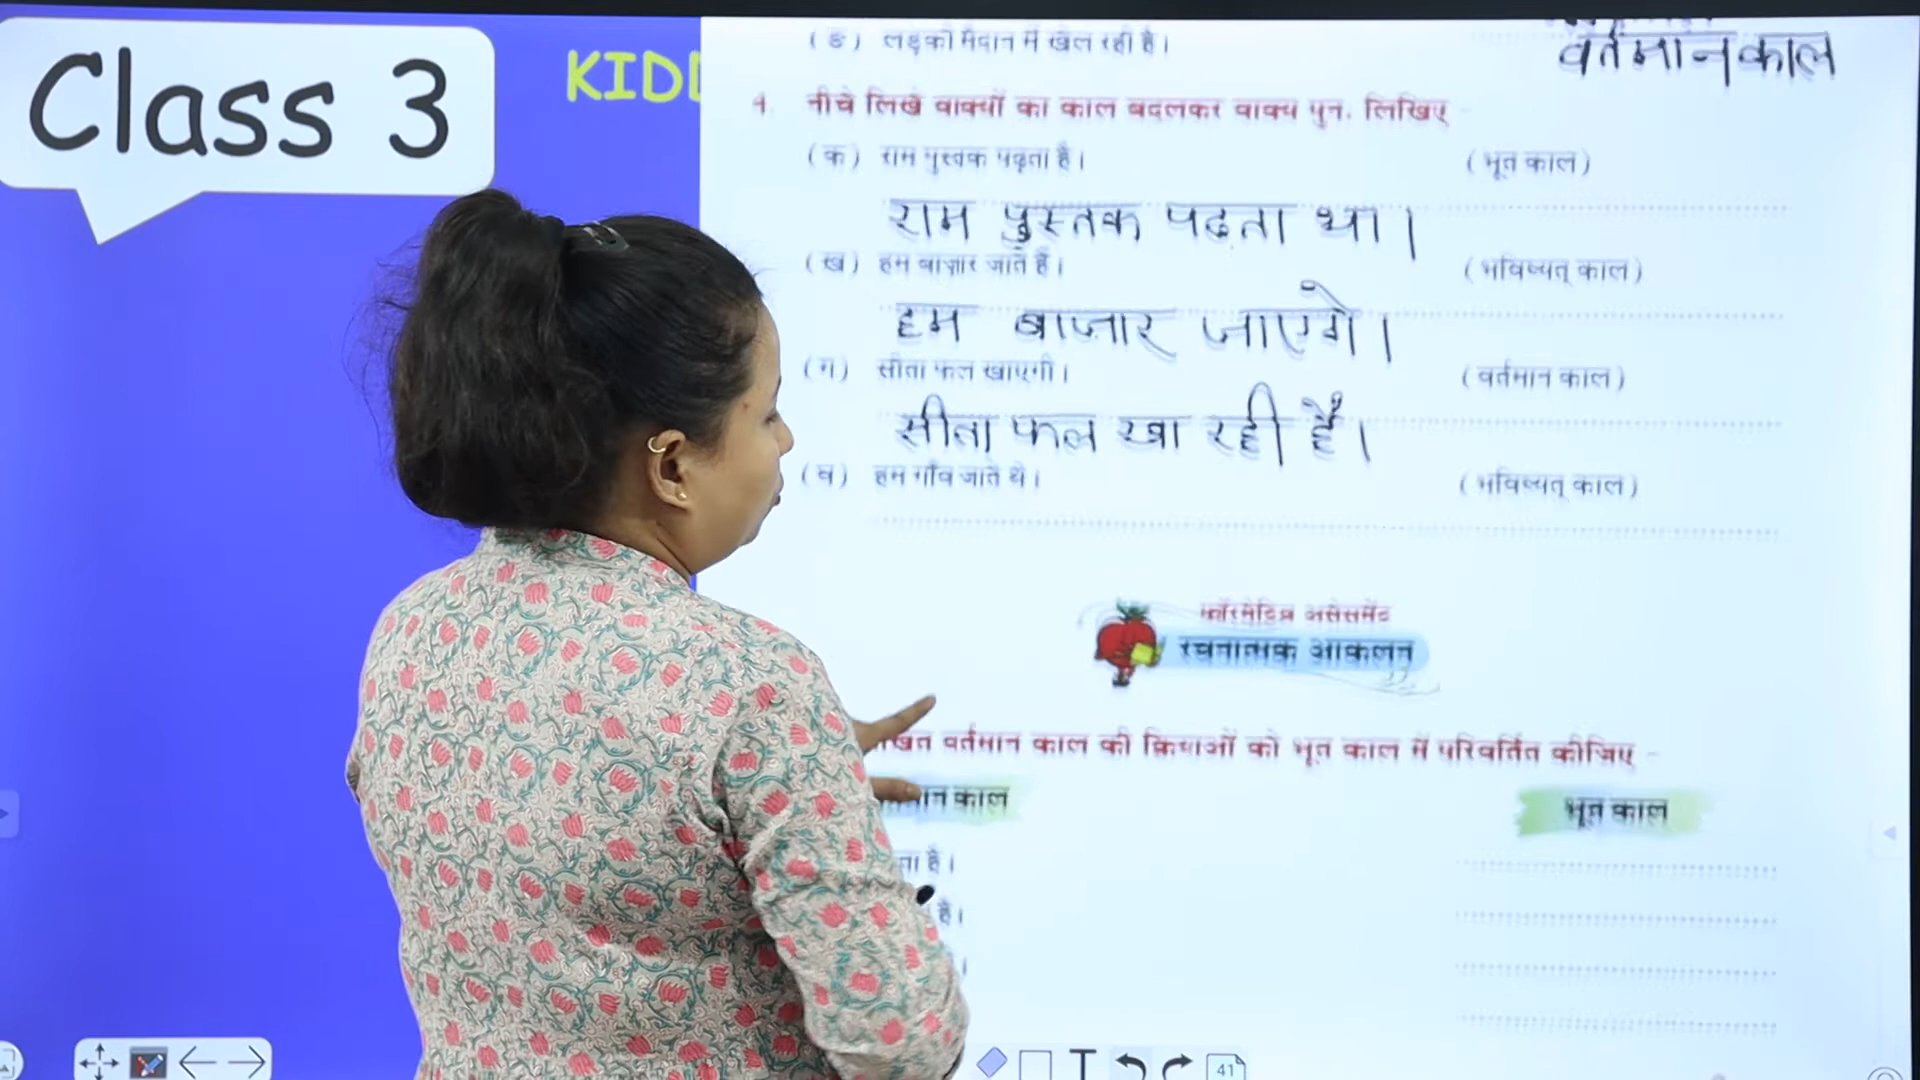 Class 3
KIDD
(ङ) लड़की मैदान में खेल रही है।
वर्तमान काल
4. नीचे लिखे वाक्यों का काल बदलकर वाक्य पुन: लिखिए -
(क) राम पुस्तक पढ़ता है।
(भूत काल)
राम पुस्तक पढता था।
(ख) हम बाज़ार जाते हैं।
(भविष्यत् काल)
हम बाज़ार जाएंगे।
(ग) सीता फल खाएगी।
(वर्तमान काल)
सीता फल खा रही है।
(घ) हम गाँव जाते थे।
(भविष्यत् काल)
फॉरमेटिव असेसमेंट
रचनात्मक आकलन
वर्तमान काल की क्रियाओं को भूत काल में परिवर्तित कीजिए -
काल
भूत काल
है।
है।
T
41